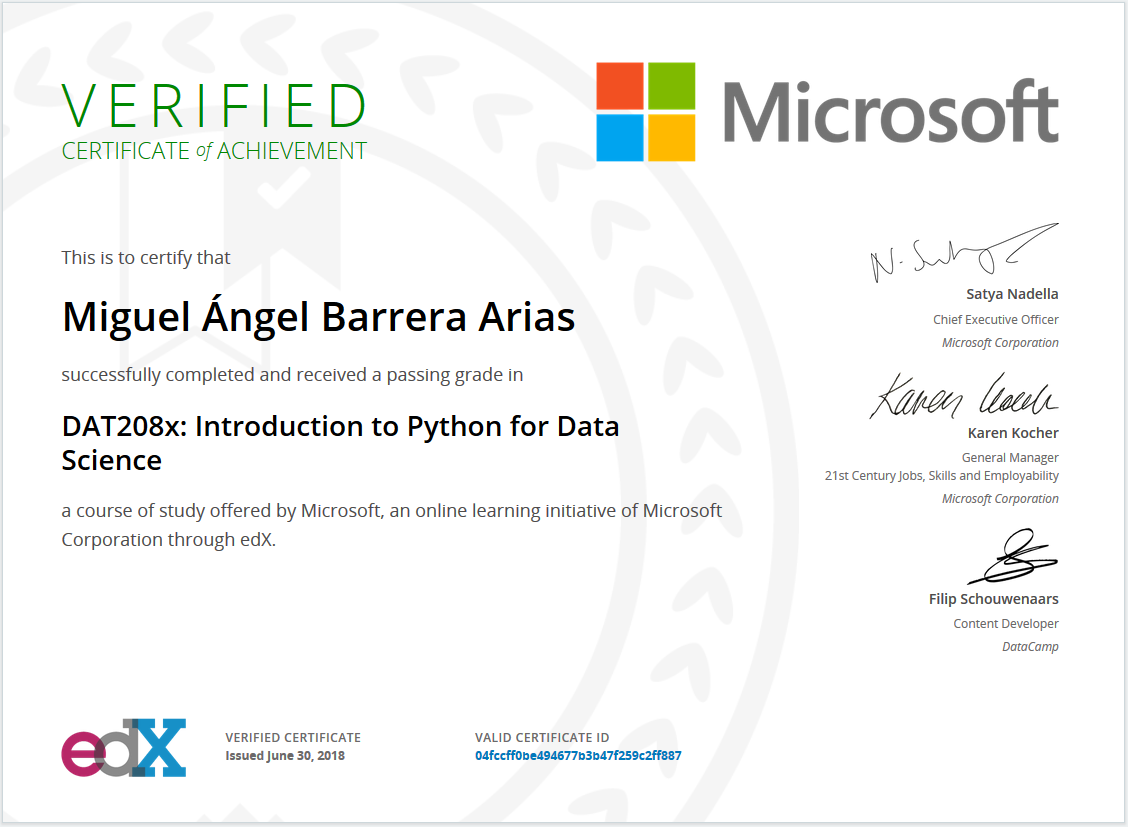 VERIFIED
CERTIFICATE of ACHIEVEMENT
Microsoft
This is to certify that
Miguel Ángel Barrera Arias
successfully completed and received a passing grade in
DAT208x: Introduction to Python for Data
Science
a course of study offered by Microsoft, an online learning initiative of Microsoft
Corporation through edX.
N. Satya
Satya Nadella
Chief Executive Officer
Microsoft Corporation
Karen Kocher
Karen Kocher
General Manager
21st Century Jobs, Skills and Employability
Microsoft Corporation
Filip Schouwenaars
Content Developer
DataCamp
edX
VERIFIED CERTIFICATE
Issued June 30, 2018
VALID CERTIFICATE ID
04fccff0be494677b3b47f259c2ff887